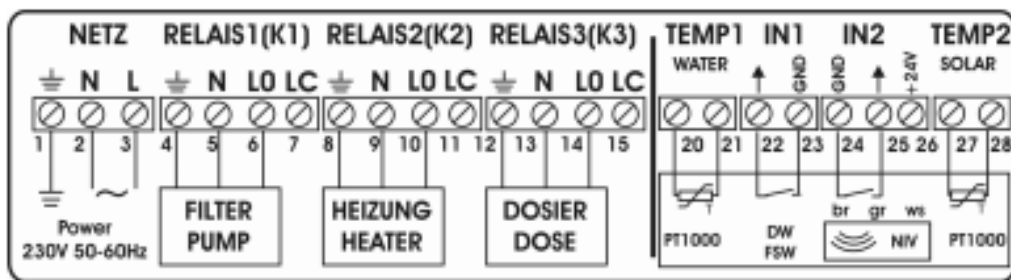 NETZ RELAIS1(K1) RELAIS2(K2) RELAIS3(K3) TEMP1 IN1 IN2 TEMP2
WATER GND GND +24V SOLAR
N L N L0 LC N L0 LC N L0 LC
1 2 3 4 5 6 7 8 9 10 11 12 13 14 15 20 21 22 23 24 25 26 27 28
Power
230V 50-60Hz
FILTER
PUMP
HEIZUNG
HEATER
DOSIER
DOSE
PT1000
DW
FSW
br gr ws
NIV
PT1000